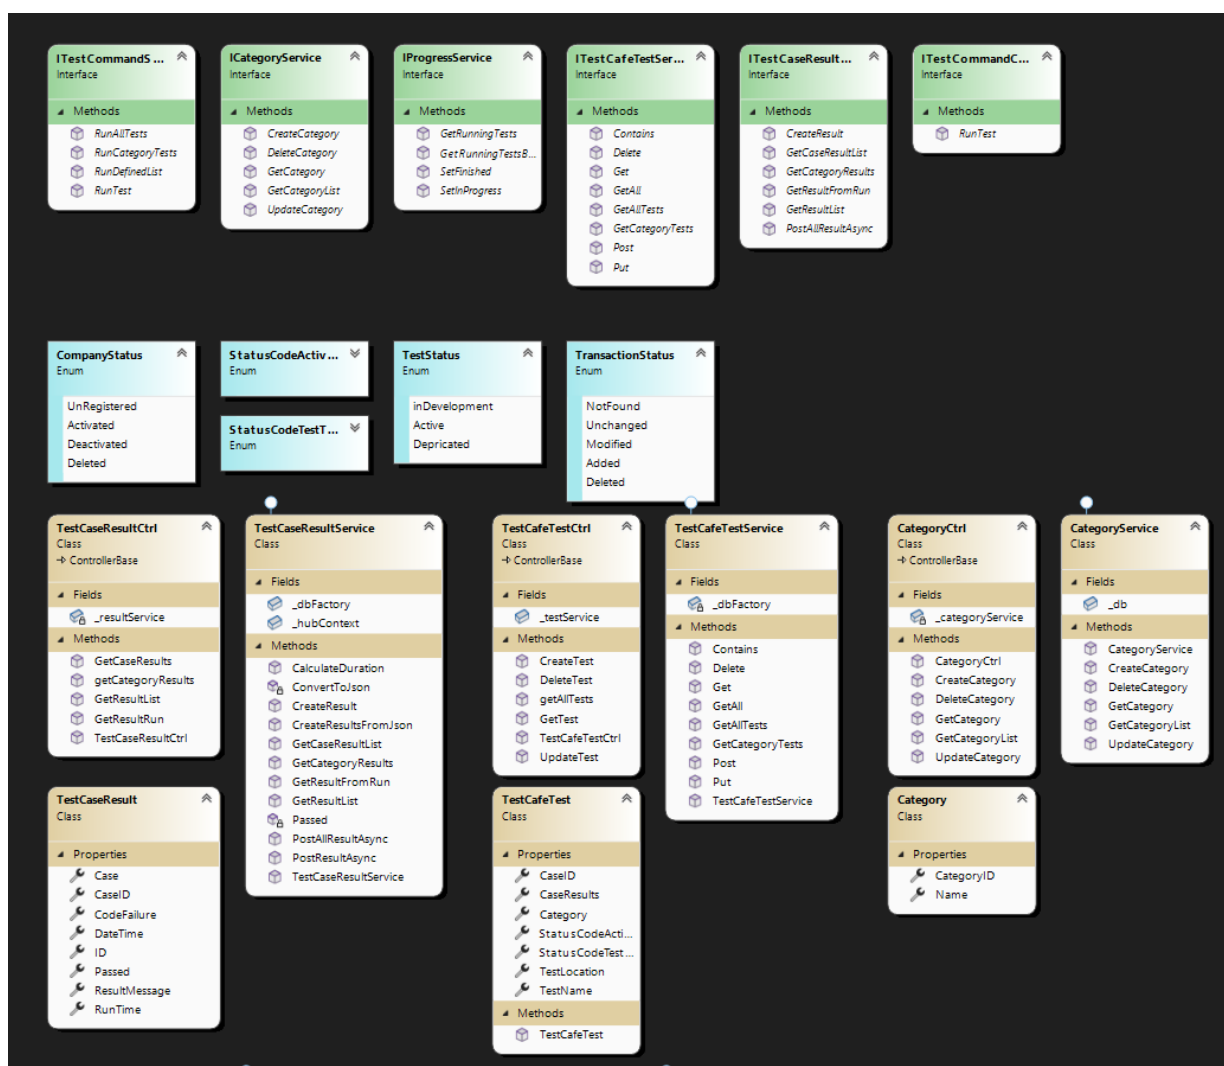 ITestCommandS ...
Interface
Methods
RunAllTests
RunCategoryTests
RunDefinedList
RunTest
ICategoryService
Interface
Methods
CreateCategory
DeleteCategory
GetCategory
GetCategoryList
UpdateCategory
IProgressService
Interface
Methods
GetRunningTests
GetRunningTestsB...
SetFinished
SetInProgress
ITestCafeTestSer...
Interface
Methods
Contains
Delete
Get
GetAll
GetAllTests
GetCategoryTests
Post
Put
ITestCaseResult...
Interface
Methods
CreateResult
GetCaseResultList
GetCategoryResults
GetResultFromRun
GetResultList
PostAllResultAsync
ITestCommandC...
Interface
Methods
RunTest
CompanyStatus
Enum
UnRegistered
Activated
Deactivated
Deleted
StatusCodeActiv...
Enum
StatusCodeTestT...
Enum
TestStatus
Enum
inDevelopment
Active
Depricated
TransactionStatus
Enum
NotFound
Unchanged
Modified
Added
Deleted
TestCaseResultCtrl
Class
ControllerBase
Fields
_resultService
Methods
GetCaseResults
getCategoryResults
GetResultList
GetResultRun
TestCaseResultCtrl
TestCaseResultService
Class
Fields
_dbFactory
_hubContext
Methods
CalculateDuration
ConvertToJson
CreateResult
CreateResultsFromJson
GetCaseResultList
GetCategoryResults
GetResultFromRun
GetResultList
Passed
PostAllResultAsync
PostResultAsync
TestCaseResultService
TestCafeTestCtrl
Class
ControllerBase
Fields
_testService
Methods
CreateTest
DeleteTest
getAllTests
GetTest
TestCafeTestCtrl
UpdateTest
TestCafeTestService
Class
Fields
_dbFactory
Methods
Contains
Delete
Get
GetAll
GetAllTests
GetCategoryTests
Post
Put
TestCafeTestService
CategoryCtrl
Class
ControllerBase
Fields
_categoryService
Methods
CategoryCtrl
CreateCategory
DeleteCategory
GetCategory
GetCategoryList
UpdateCategory
CategoryService
Class
Fields
_db
Methods
CategoryService
CreateCategory
DeleteCategory
GetCategory
GetCategoryList
UpdateCategory
TestCaseResult
Class
Properties
Case
CaseID
CodeFailure
DateTime
ID
Passed
ResultMessage
RunTime
TestCafeTest
Class
Properties
CaseID
CaseResults
Category
StatusCodeActi...
StatusCodeTest...
TestLocation
TestName
Methods
TestCafeTest
Category
Class
Properties
CategoryID
Name